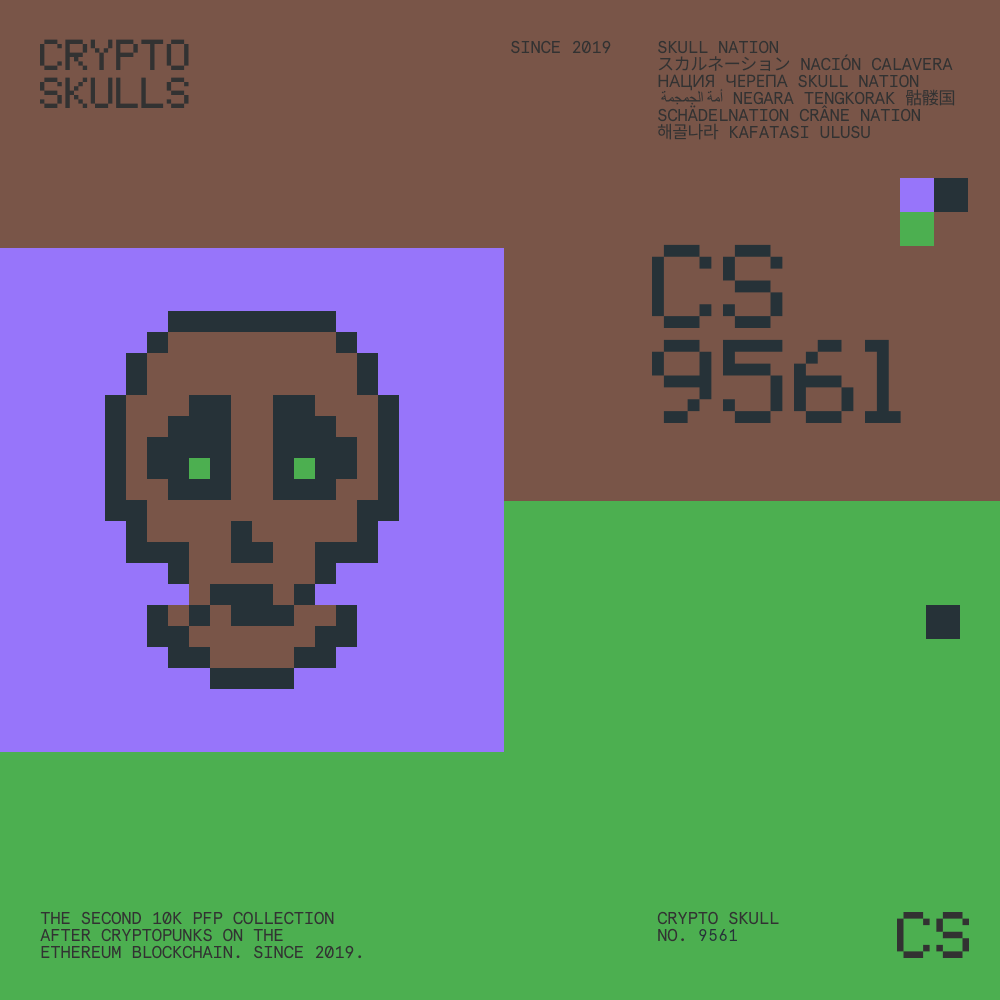 CRYPTO
SKULLS
SINCE 2019
SKULL NATION
スカルネーション NACIÓN CALAVERA
НАЦИЯ ЧЕРЕПА SKULL NATION
أمة الجمجمة NEGARA TENGKORAK 骷髅国
SCHÄDELNATION CRÂNE NATION
해골나라 KAFATASI ULUSU
CS
9561
THE SECOND 10K PFP COLLECTION
AFTER CRYPTOPUNKS ON THE
ETHEREUM BLOCKCHAIN. SINCE 2019.
CRYPTO SKULL
NO. 9561
CS